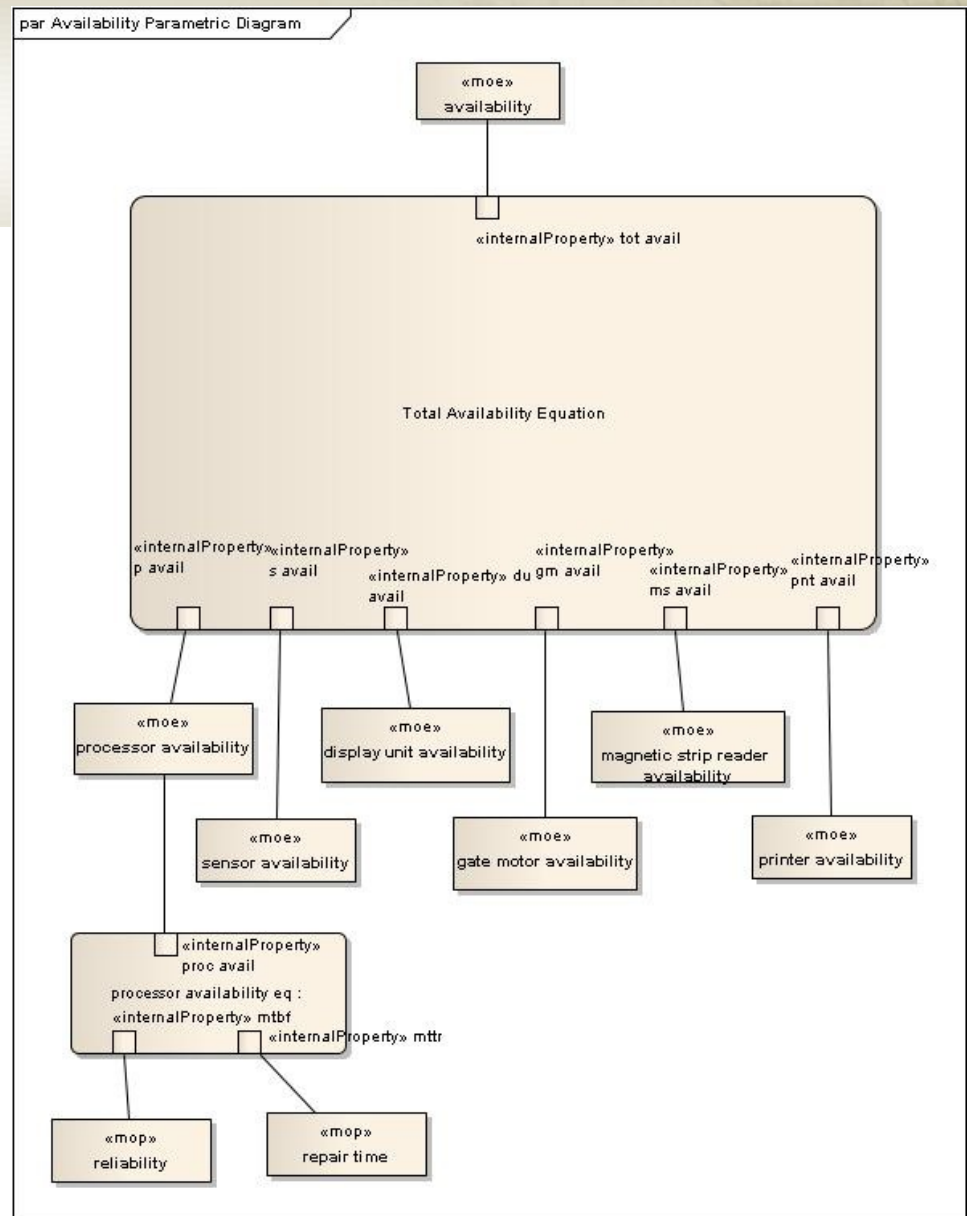 par Availability Parametric Diagram
«moe»
availability
«internalProperty» tot avail
Total Availability Equation
«internalProperty»
p avail
«internalProperty»
s avail
«internalProperty» du
avail
«internalProperty»
gm avail
«internalProperty»
ms avail
«internalProperty»
pnt avail
«moe»
processor availability
«moe»
display unit availability
«moe»
magnetic strip reader
availability
«moe»
sensor availability
«moe»
gate motor availability
«moe»
printer availability
«internalProperty»
proc avail
processor availability eq :
«internalProperty» mtbf
«internalProperty» mttr
«mop»
reliability
«mop»
repair time